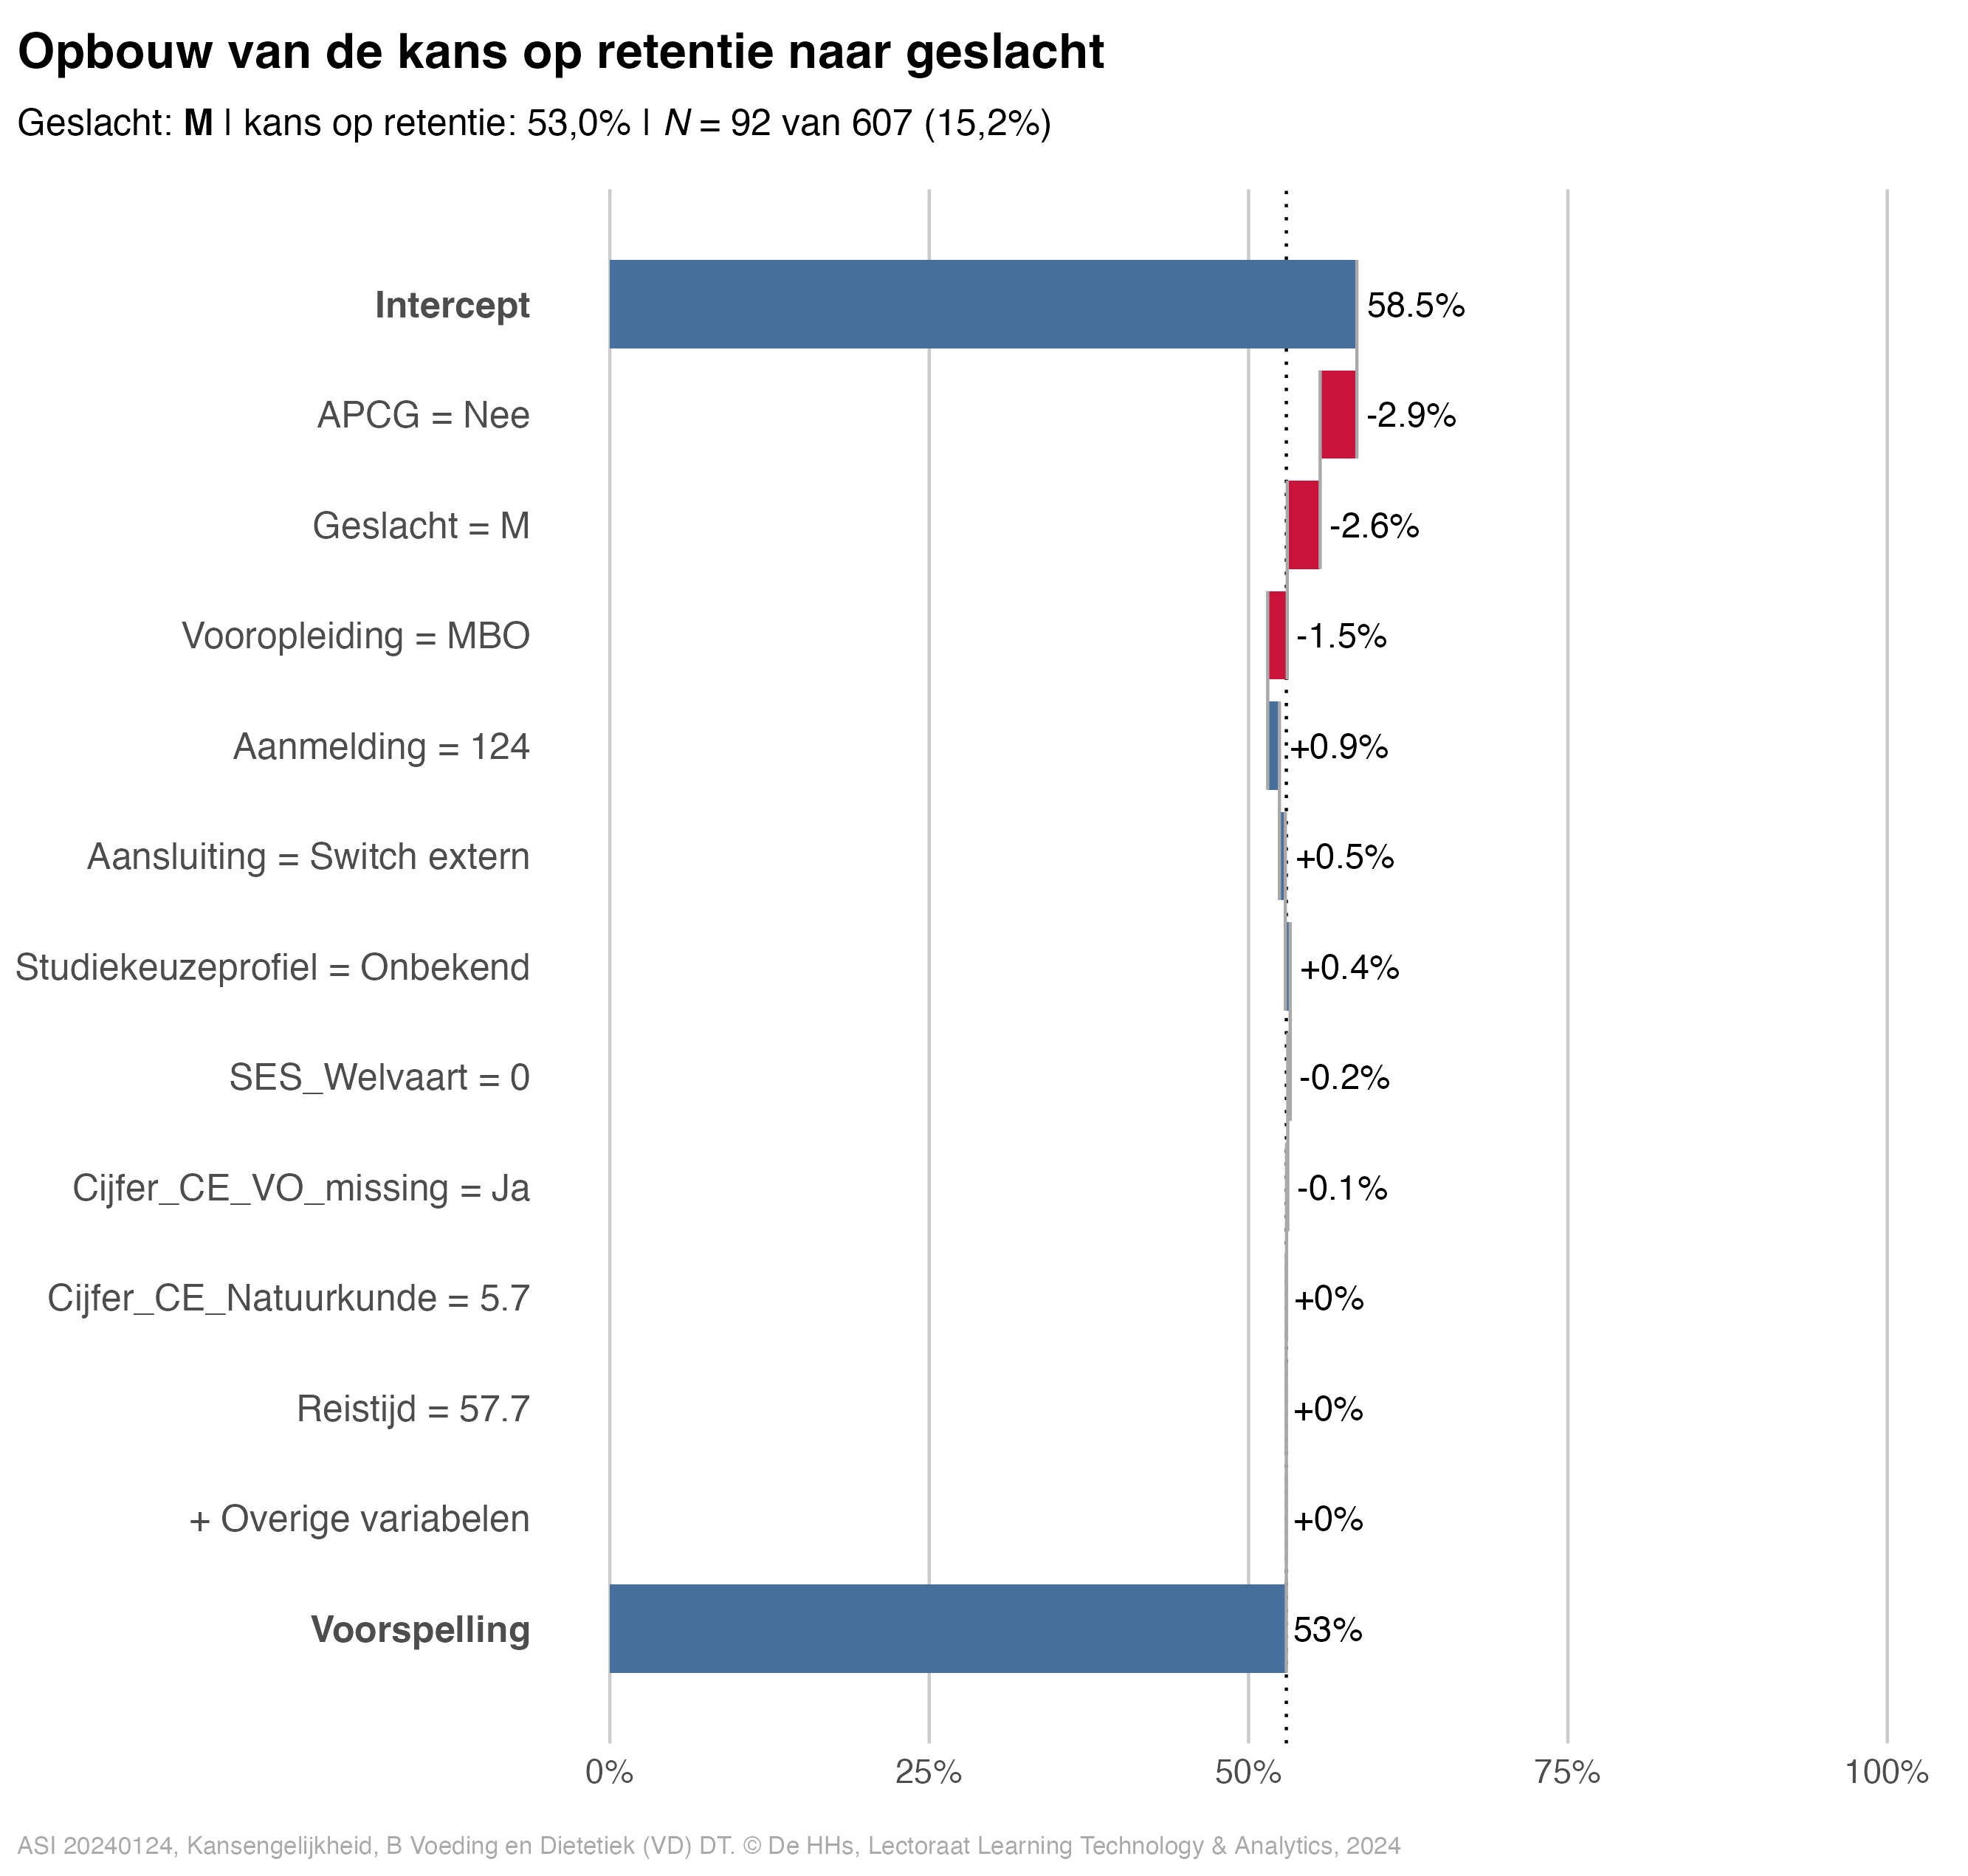 Opbouw van de kans op retentie naar geslacht
Geslacht: M | kans op retentie: 53,0% | N = 92 van 607 (15,2%)
Intercept 58.5%
APCG = Nee -2.9%
Geslacht = M -2.6%
Vooropleiding = MBO -1.5%
Aanmelding = 124 +0.9%
Aansluiting = Switch extern +0.5%
Studiekeuzeprofiel = Onbekend +0.4%
SES_Welvaart = 0 -0.2%
Cijfer_CE_VO_missing = Ja -0.1%
Cijfer_CE_Natuurkunde = 5.7 +0%
Reistijd = 57.7 +0%
+ Overige variabelen +0%
Voorspelling 53%
0% 25% 50% 75% 100%
ASI 20240124, Kansengelijkheid, B Voeding en Dietetiek (VD) DT. © De HHs, Lectoraat Learning Technology & Analytics, 2024